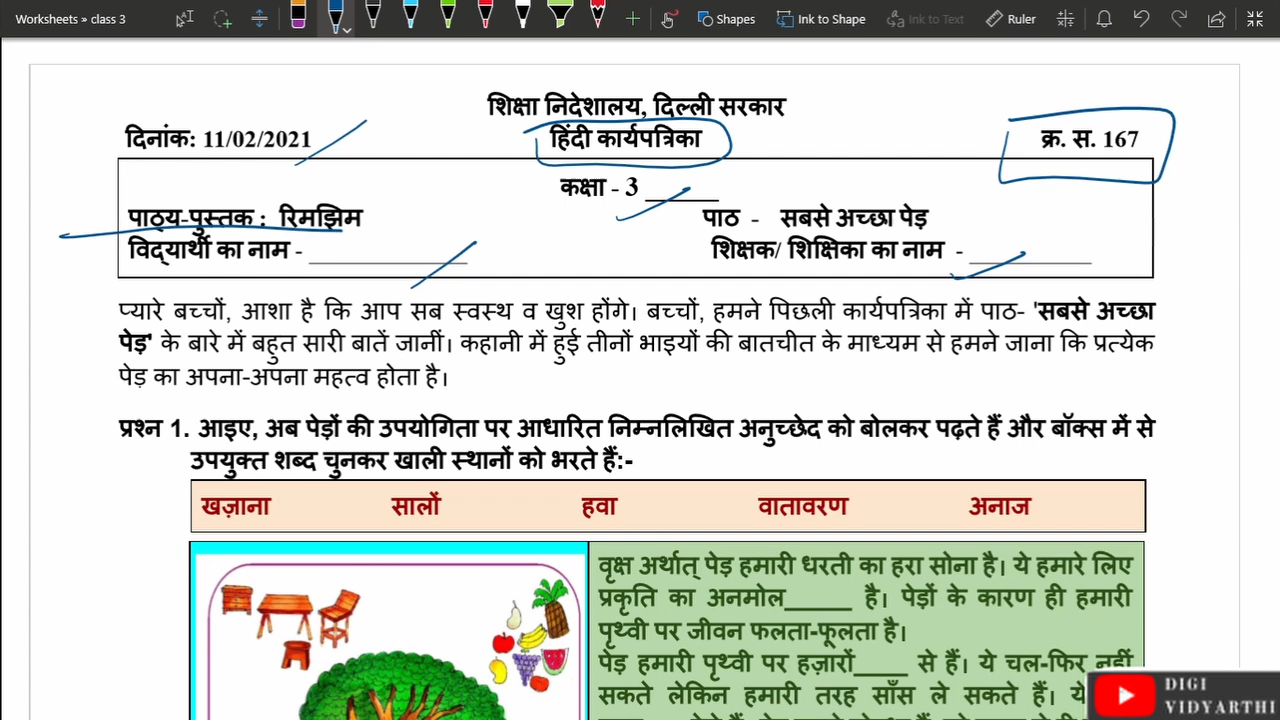 Worksheets » class 3
Shapes
Ink to Shape
Ink to Text
Ruler
शिक्षा निदेशालय, दिल्ली सरकार
दिनांक: 11/02/2021 हिंदी कार्यपत्रिका क्र. स. 167
कक्षा - 3 ______
पाठ्य-पुस्तक : रिमझिम पाठ - सबसे अच्छा पेड़
विद्यार्थी का नाम - ____________ शिक्षक/ शिक्षिका का नाम - _________
प्यारे बच्चों, आशा है कि आप सब स्वस्थ व खुश होंगे। बच्चों, हमने पिछली कार्यपत्रिका में पाठ- 'सबसे अच्छा
पेड़' के बारे में बहुत सारी बातें जानीं। कहानी में हुई तीनों भाइयों की बातचीत के माध्यम से हमने जाना कि प्रत्येक
पेड़ का अपना-अपना महत्व होता है।
प्रश्न 1. आइए, अब पेड़ों की उपयोगिता पर आधारित निम्नलिखित अनुच्छेद को बोलकर पढ़ते हैं और बॉक्स में से
उपयुक्त शब्द चुनकर खाली स्थानों को भरते हैं:-
खज़ाना सालों हवा वातावरण अनाज
वृक्ष अर्थात् पेड़ हमारी धरती का हरा सोना है। ये हमारे लिए
प्रकृति का अनमोल_____ है। पेड़ों के कारण ही हमारी
पृथ्वी पर जीवन फलता-फूलता है।
पेड़ हमारी पृथ्वी पर हज़ारों____ से हैं। ये चल-फिर नहीं
सकते लेकिन हमारी तरह साँस ले सकते हैं। ये
DIGI
VIDYARTHI